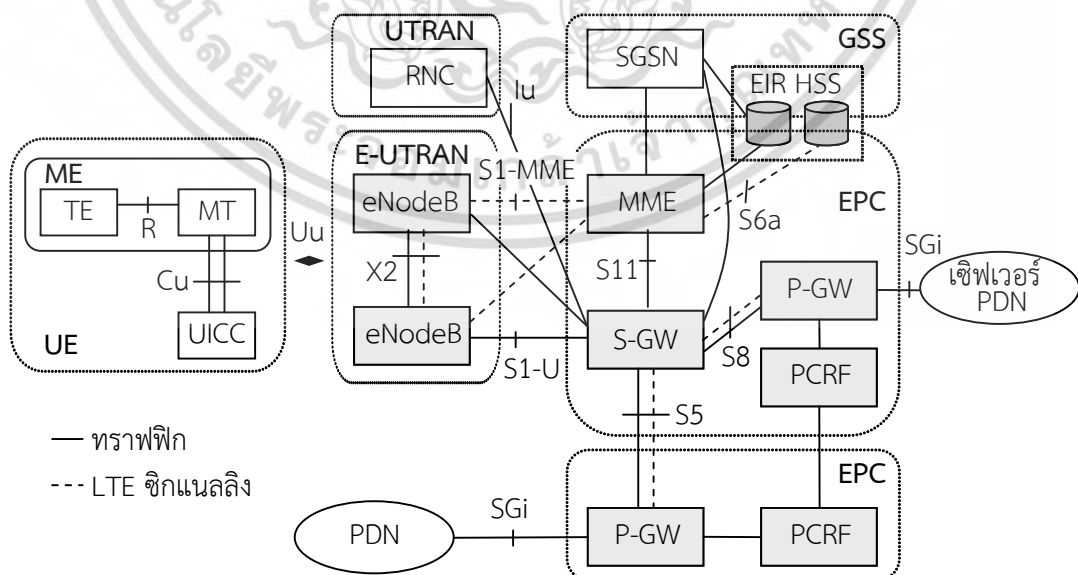 UTRAN
RNC
Iu
GSS
SGSN
EIR HSS
ME
TE
R
MT
Cu
UICC
UE
Uu
E-UTRAN
eNodeB
X2
eNodeB
S1-MME
S1-U
EPC
MME
S6a
S11
S-GW
S8
P-GW
PCRF
SGi
เซิฟเวอร์
PDN
S5
ทราฟฟิก
LTE ซิกแนลลิง
EPC
PDN
SGi
P-GW
PCRF